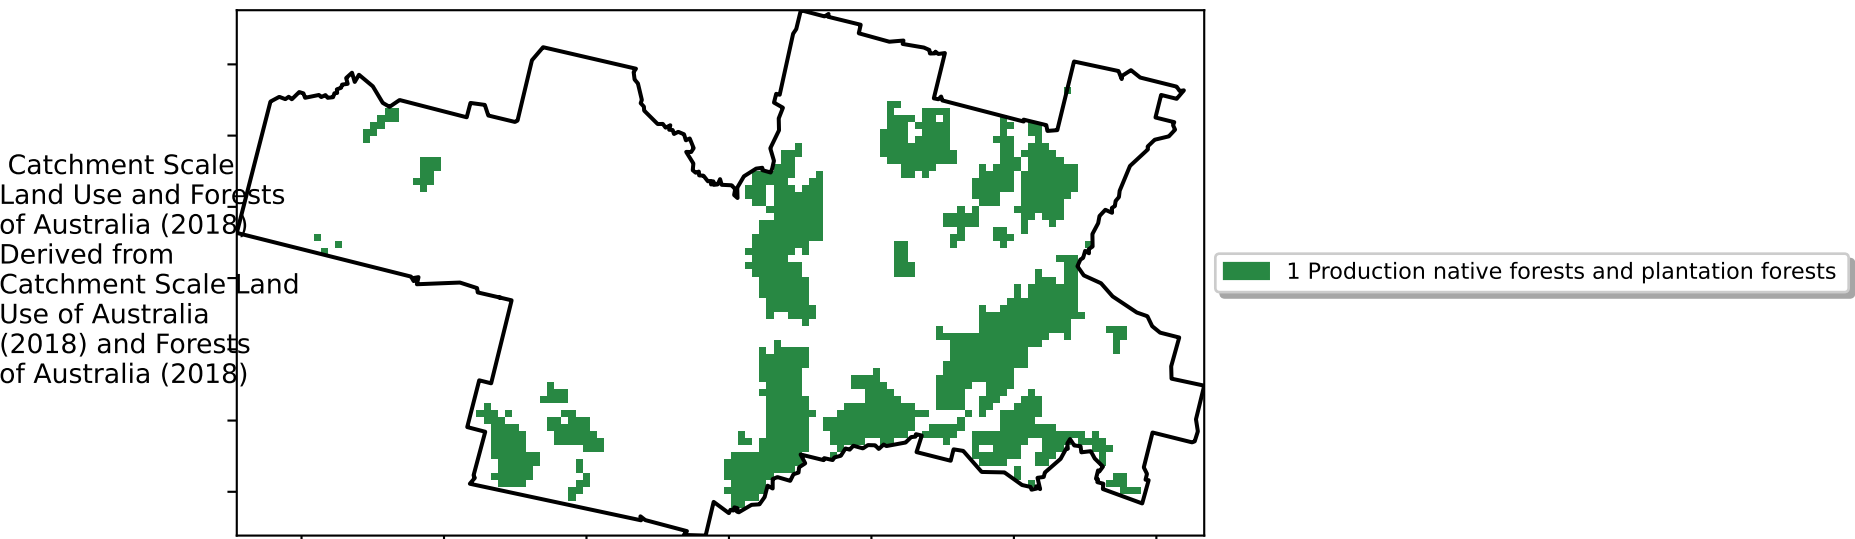 Catchment Scale
Land Use and Forests
of Australia (2018)
Derived from
Catchment Scale Land
Use of Australia
(2018) and Forests
of Australia (2018)
1 Production native forests and plantation forests